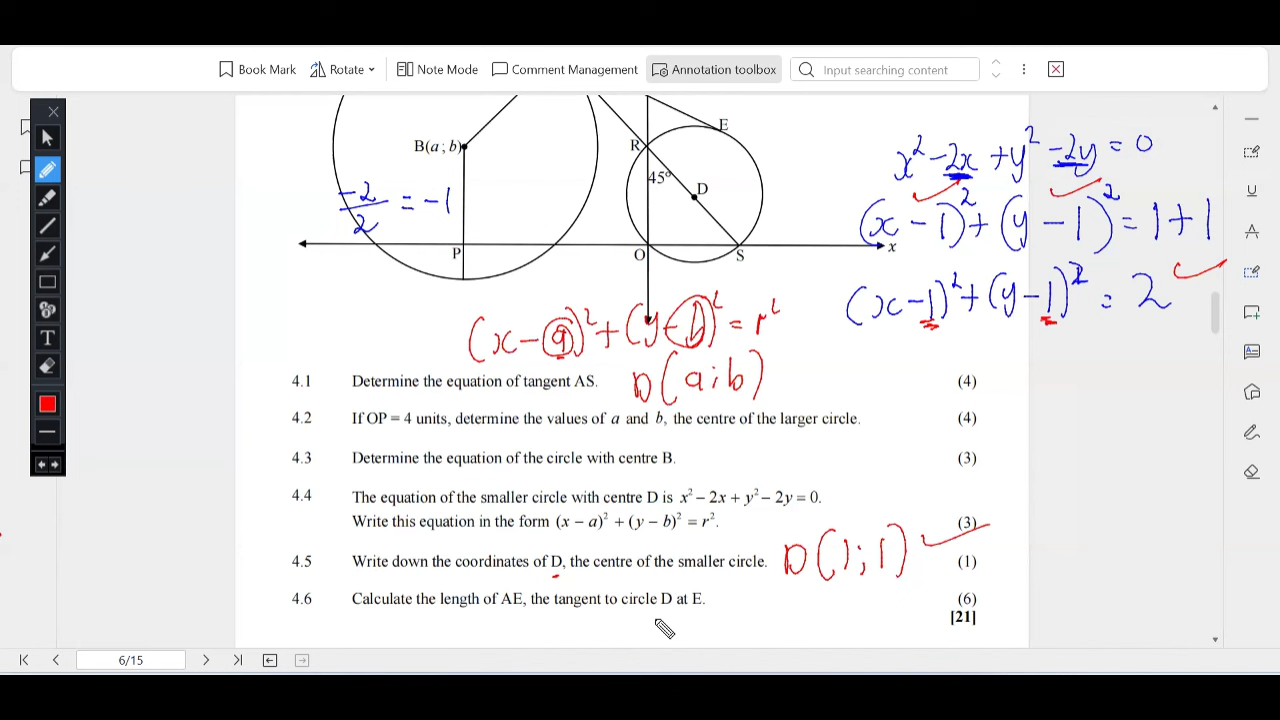 Book Mark Rotate Note Mode Comment Management Annotation toolbox Input searching content
E
R
B(a ; b)
45°
D
P
O
S
x
-2/2 = -1
x² - 2x + y² - 2y = 0
(x - 1)² + (y - 1)² = 1 + 1
(x - 1)² + (y - 1)² = 2
(x - a)² + (y - b)² = r²
D(a ; b)
4.1 Determine the equation of tangent AS. (4)
4.2 If OP = 4 units, determine the values of a and b, the centre of the larger circle. (4)
4.3 Determine the equation of the circle with centre B. (3)
4.4 The equation of the smaller circle with centre D is x² – 2x + y² – 2y = 0.
Write this equation in the form (x – a)² + (y – b)² = r². (3)
4.5 Write down the coordinates of D, the centre of the smaller circle. D(1 ; 1) (1)
4.6 Calculate the length of AE, the tangent to circle D at E. (6)
[21]
6/15